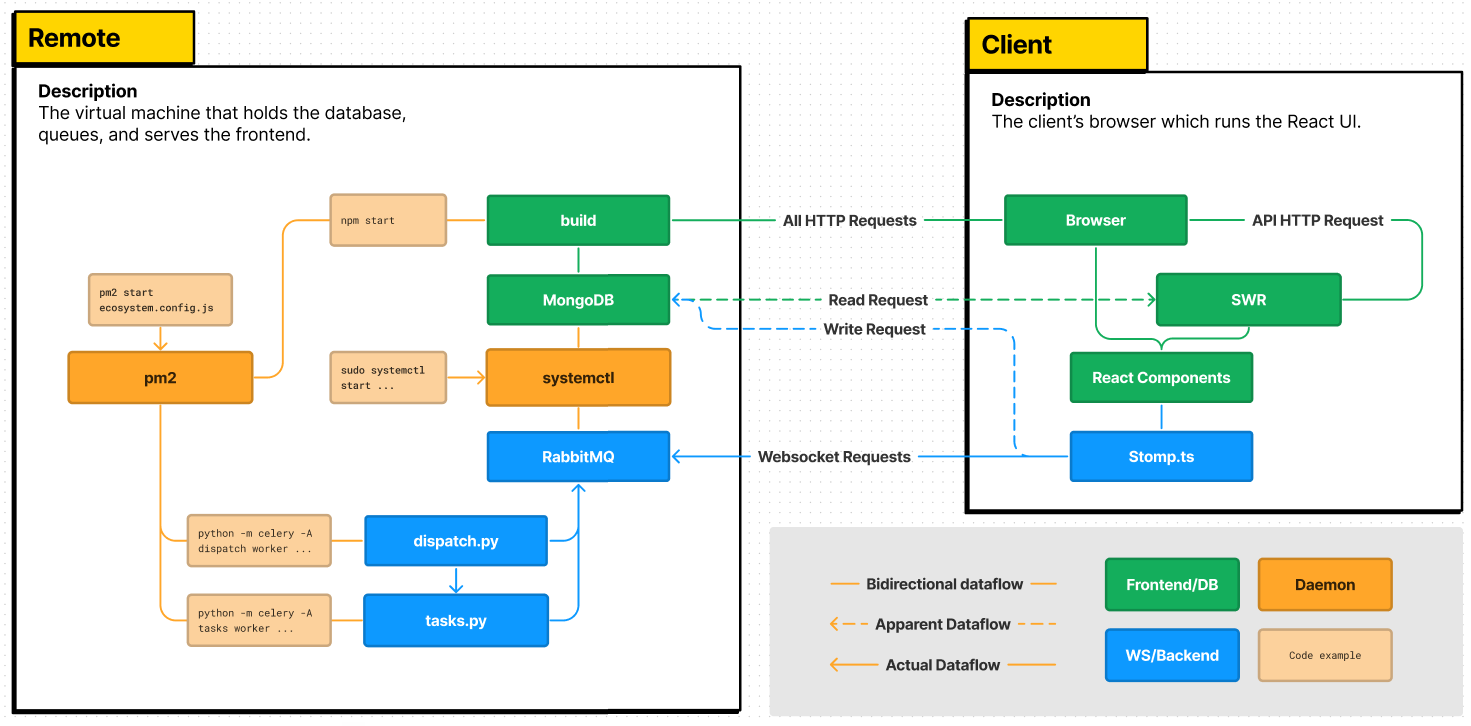 Remote
Description
The virtual machine that holds the database,
queues, and serves the frontend.
npm start
build
pm2 start
ecosystem.config.js
MongoDB
pm2
sudo systemctl
start ...
systemctl
RabbitMQ
python -m celery -A
dispatch worker ...
dispatch.py
python -m celery -A
tasks worker ...
tasks.py
All HTTP Requests
Read Request
Write Request
Websocket Requests
Client
Description
The client’s browser which runs the React UI.
Browser
API HTTP Request
SWR
React Components
Stomp.ts
Bidirectional dataflow
Apparent Dataflow
Actual Dataflow
Frontend/DB
Daemon
WS/Backend
Code example